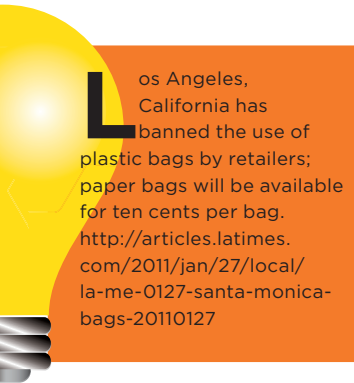 Los Angeles,
California has
banned the use of
plastic bags by retailers;
paper bags will be available
for ten cents per bag.
http://articles.latimes.
com/2011/jan/27/local/
la-me-0127-santa-monica-
bags-20110127